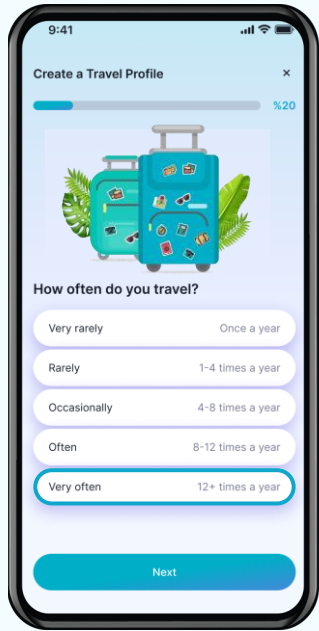 9:41
Create a Travel Profile ×
%20
How often do you travel?
Very rarely Once a year
Rarely 1-4 times a year
Occasionally 4-8 times a year
Often 8-12 times a year
Very often 12+ times a year
Next